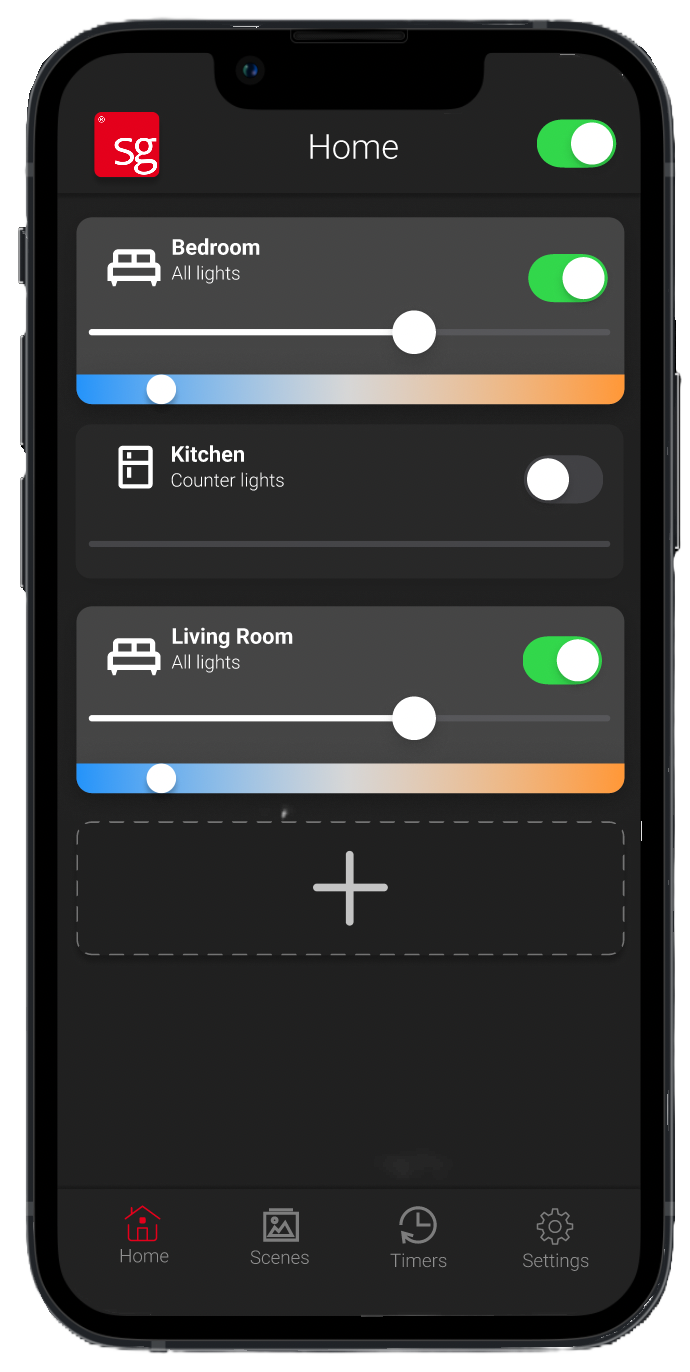 ® sg
Home
Bedroom
All lights
Kitchen
Counter lights
Living Room
All lights
Home
Scenes
Timers
Settings